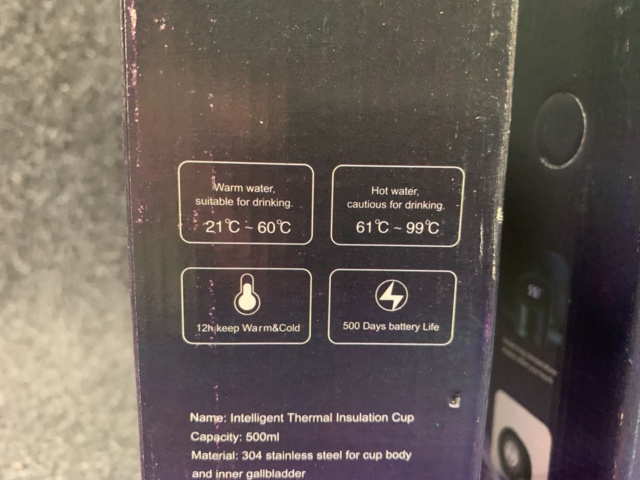 Warm water,
suitable for drinking.
21°C ~ 60°C
Hot water,
cautious for drinking.
61°C ~ 99°C
12h keep Warm&Cold
500 Days battery Life
Name: Intelligent Thermal Insulation Cup
Capacity: 500ml
Material: 304 stainless steel for cup body
and inner gallbladder